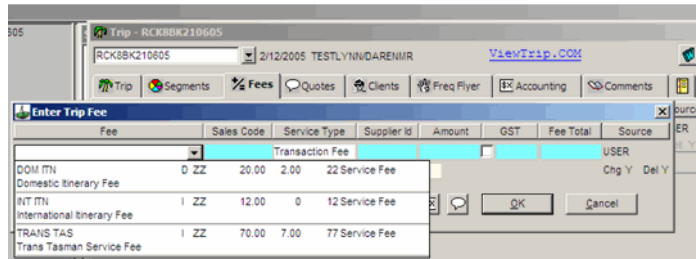 605
Trip - RCK8BK210605
RCK8BK210605 2/12/2005 TESTLYNN/DARENMR ViewTrip.COM
Trip Segments Fees Quotes Clients Freq Flyer Accounting Comments
Enter Trip Fee
Fee Sales Code Service Type Supplier Id Amount GST Fee Total Source
Transaction Fee USER
DOM ITN D ZZ 20.00 2.00 22 Service Fee Chg Y Del Y
Domestic Itinerary Fee
INT ITN I ZZ 12.00 0 12 Service Fee OK Cancel
International Itinerary Fee
TRANS TAS I ZZ 70.00 7.00 77 Service Fee
Trans Tasman Service Fee